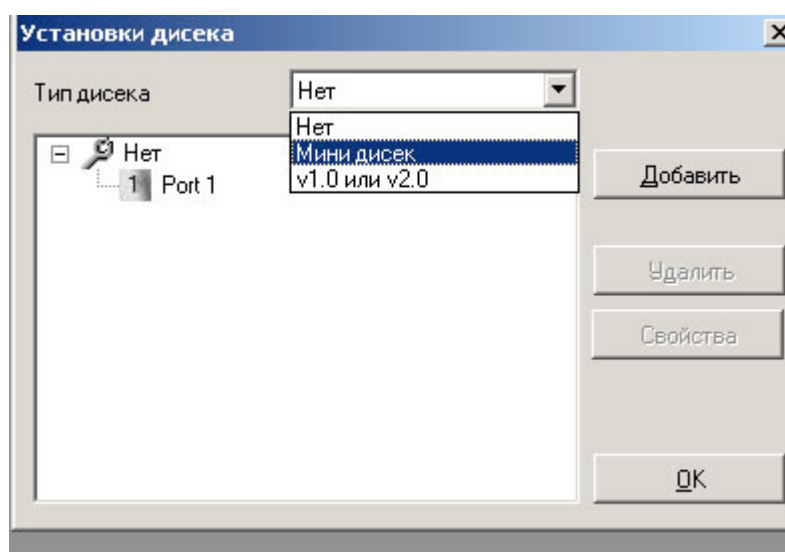 Установки дисека
Тип дисека
Нет
Нет
Мини дисек
v1.0 или v2.0
Нет
1 Port 1
Добавить
Удалить
Свойства
OK